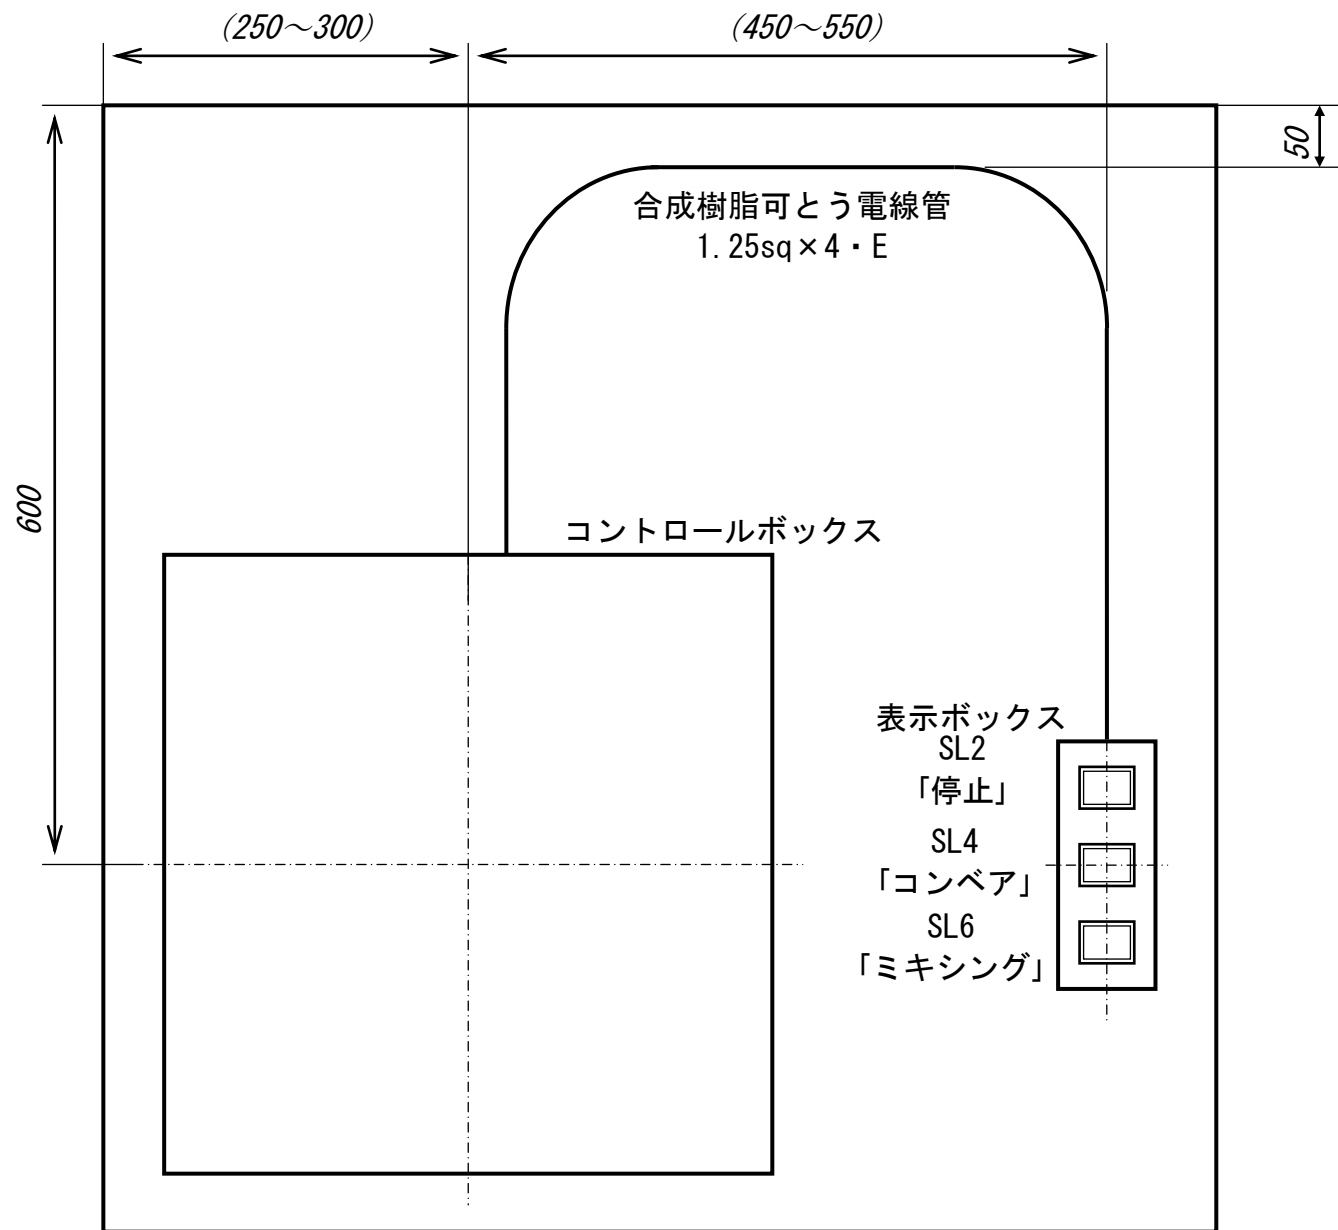 (250～300)
(450～550)
50
合成樹脂可とう電線管
1.25sq×4・E
600
コントロールボックス
表示ボックス
SL2
「停止」
SL4
「コンベア」
SL6
「ミキシング」